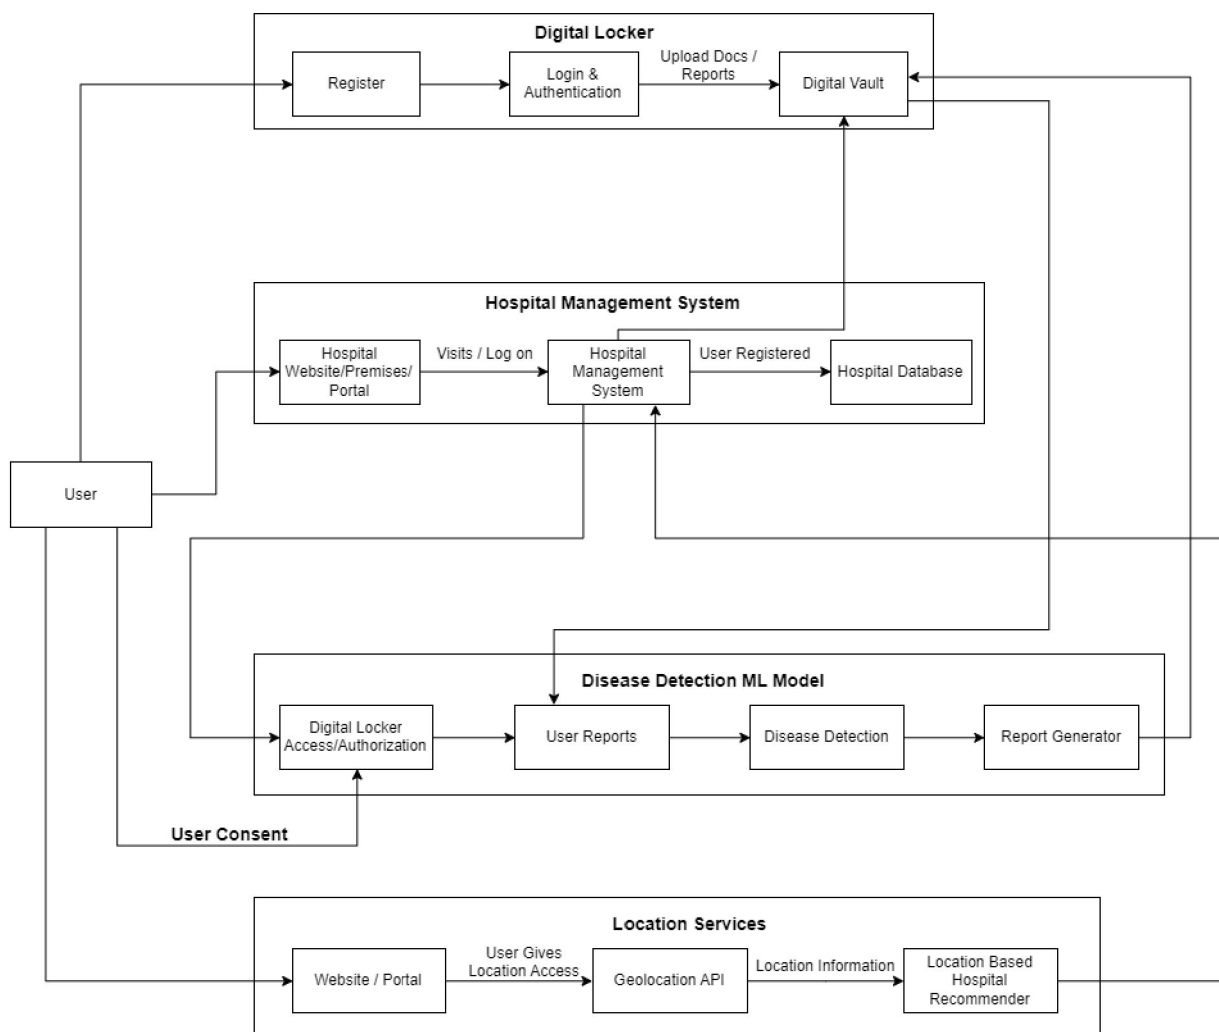 Digital Locker
Register
Login &
Authentication
Upload Docs /
Reports
Digital Vault
Hospital Management System
Hospital
Website/Premises/
Portal
Visits / Log on
Hospital
Management
System
User Registered
Hospital Database
User
Disease Detection ML Model
Digital Locker
Access/Authorization
User Reports
Disease Detection
Report Generator
User Consent
Location Services
Website / Portal
User Gives
Location Access
Geolocation API
Location Information
Location Based
Hospital
Recommender